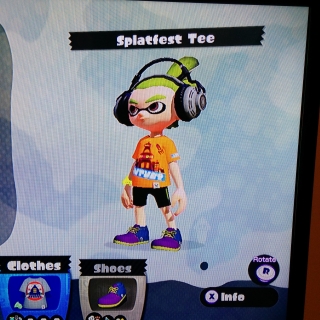 Splatfest Tee
Clothes
Shoes
Rotate
R
X Info